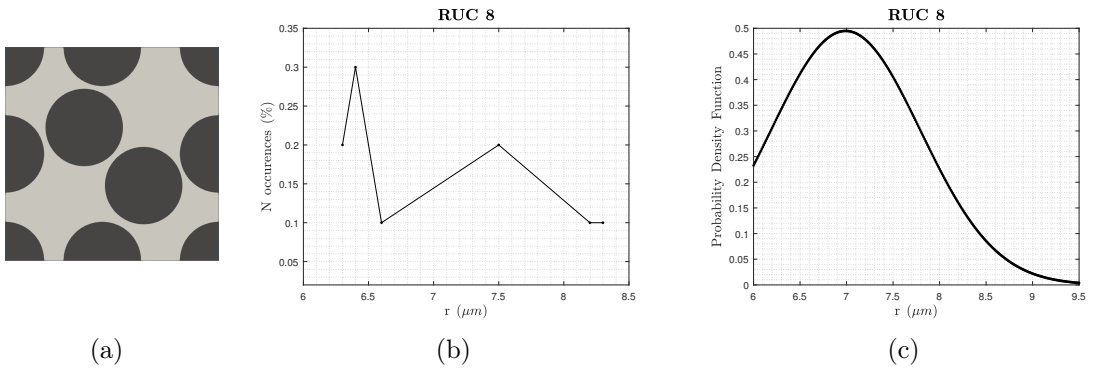 RUC 8
0.35
0.3
0.25
0.2
0.15
0.1
0.05
N occurences (%)
6 6.5 7 7.5 8 8.5
r (μm)
RUC 8
0.5
0.45
0.4
0.35
0.3
0.25
0.2
0.15
0.1
0.05
0
Probability Density Function
6 6.5 7 7.5 8 8.5 9 9.5
r (μm)
(a) (b) (c)